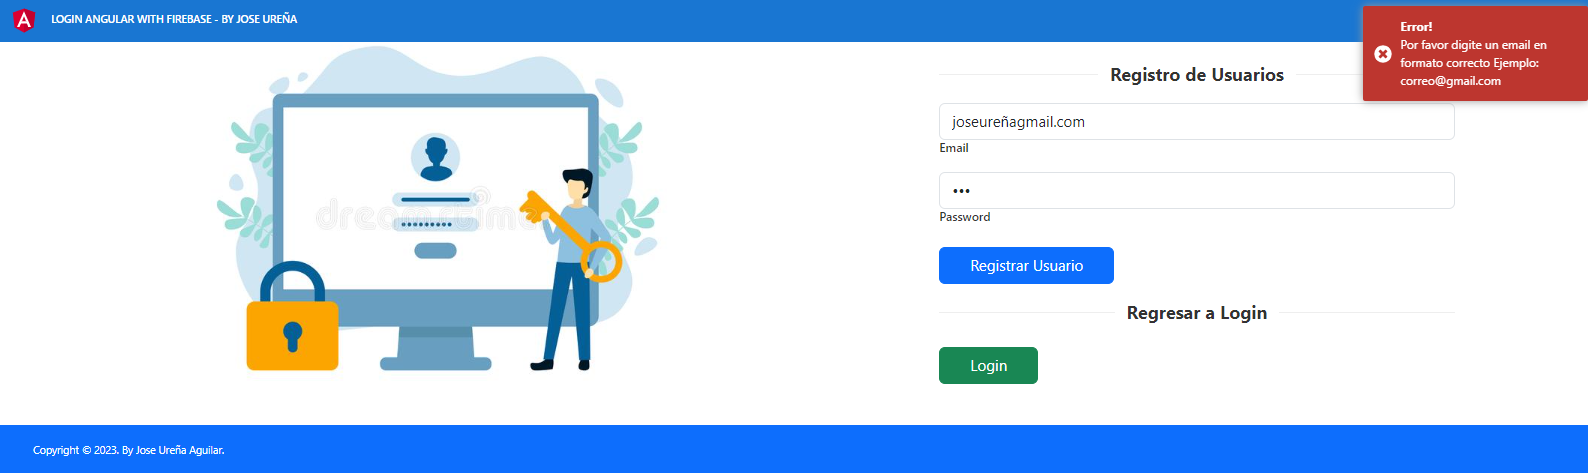 LOGIN ANGULAR WITH FIREBASE - BY JOSE UREÑA
Error!
Por favor digite un email en
formato correcto Ejemplo:
correo@gmail.com
Registro de Usuarios
joseureñagmail.com
Email
•••
Password
Registrar Usuario
Regresar a Login
Login
Copyright © 2023. By Jose Ureña Aguilar.